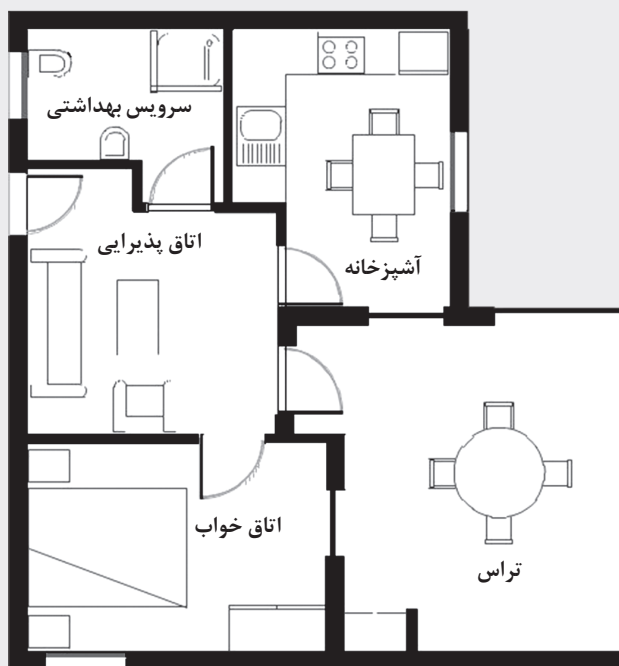 سرویس بهداشتی
اتاق پذیرایی
آشپزخانه
اتاق خواب
تراس